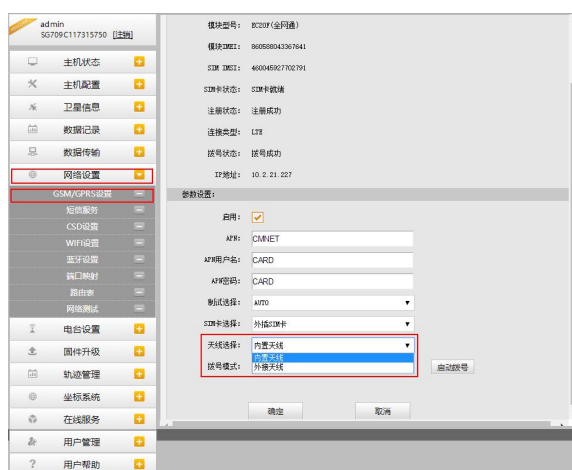 admin
SG709C117315750 [注销]
主机状态
主机配置
卫星信息
数据记录
数据传输
网络设置
GSM/GPRS设置
短信服务
CSD设置
WIFI设置
蓝牙设置
端口映射
路由表
网络测试
电台设置
固件升级
轨迹管理
坐标系统
在线服务
用户管理
用户帮助
模块型号: EC20F(全网通)
模块IMEI: 860588043367641
SIM IMSI: 460045927702791
SIM卡状态: SIM卡就绪
注册状态: 注册成功
连接类型: LTE
拨号状态: 拨号成功
IP地址: 10.2.21.227
参数设置:
启用:
APN: CMNET
APN用户名: CARD
APN密码: CARD
制式选择: AUTO
SIM卡选择: 外插SIM卡
天线选择: 内置天线
内置天线
拨号模式: 外接天线 启动拨号
确定 取消